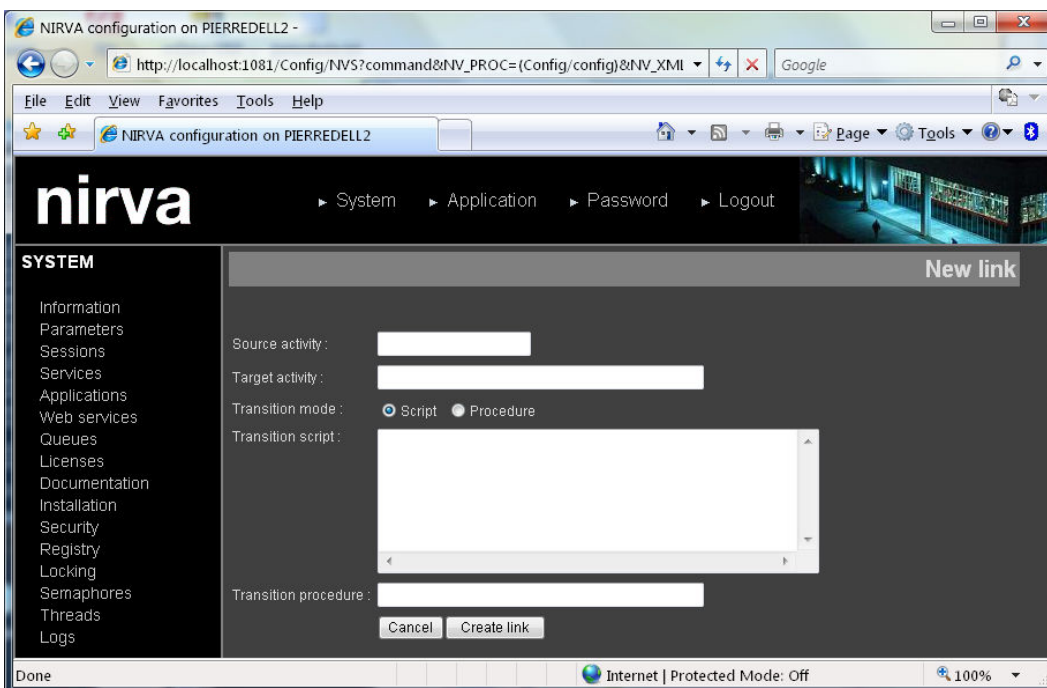 NIRVA configuration on PIERREDELL2 -
http://localhost:1081/Config/NVS?command&NV_PROC={Config/config}&NV_XMI
Google
File Edit View Favorites Tools Help
NIRVA configuration on PIERREDELL2
Page Tools
nirva
System Application Password Logout
SYSTEM
New link
Information
Parameters
Sessions
Services
Applications
Web services
Queues
Licenses
Documentation
Installation
Security
Registry
Locking
Semaphores
Threads
Logs
Source activity :
Target activity :
Transition mode : Script Procedure
Transition script :
Transition procedure :
Cancel Create link
Done Internet | Protected Mode: Off 100%